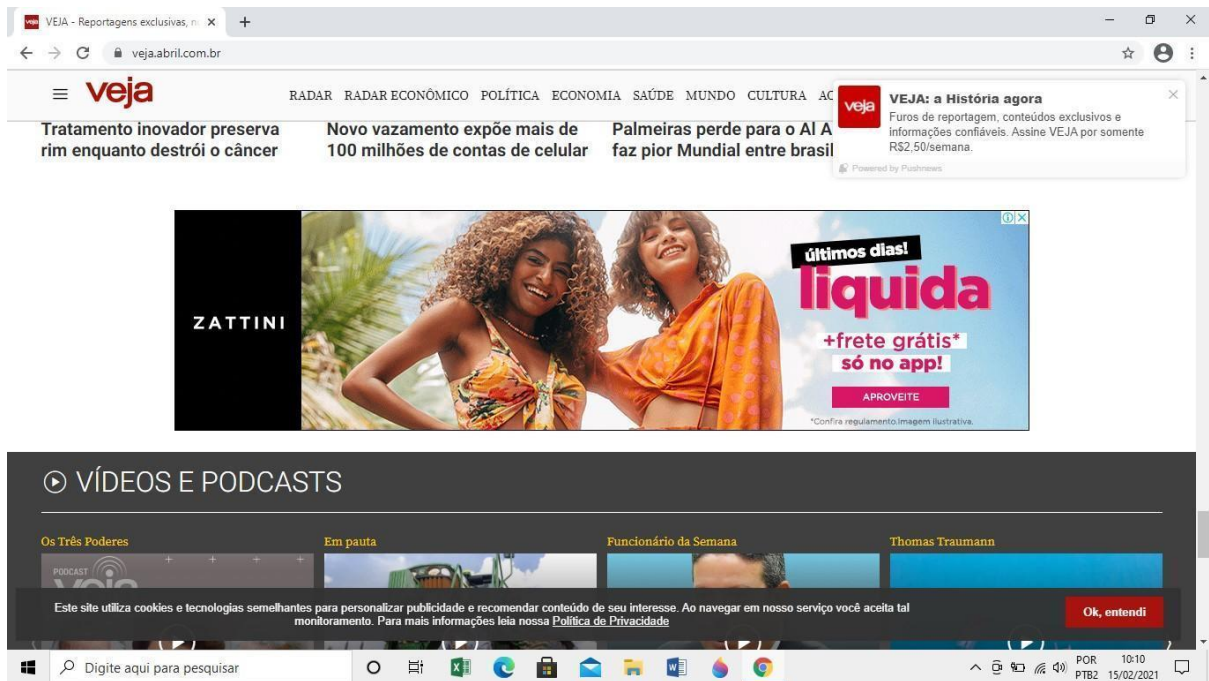 VEJA - Reportagens exclusivas, n
veja.abril.com.br
veja
RADAR RADAR ECONÔMICO POLÍTICA ECONOMIA SAÚDE MUNDO CULTURA
veja
VEJA: a História agora
Furos de reportagem, conteúdos exclusivos e
informações confiáveis. Assine VEJA por somente
R$2,50/semana.
Powered by Pushnews
Tratamento inovador preserva
rim enquanto destrói o câncer
Novo vazamento expõe mais de
100 milhões de contas de celular
Palmeiras perde para o Al A
faz pior Mundial entre brasil
ZATTINI
últimos dias!
liquida
+frete grátis*
só no app!
APROVEITE
*Confira regulamento.Imagem ilustrativa.
VÍDEOS E PODCASTS
Os Três Poderes
Em pauta
Funcionário da Semana
Thomas Traumann
PODCAST
veja
Este site utiliza cookies e tecnologias semelhantes para personalizar publicidade e recomendar conteúdo de seu interesse. Ao navegar em nosso serviço você aceita tal
monitoramento. Para mais informações leia nossa Política de Privacidade
Ok, entendi
Digite aqui para pesquisar
POR
PTB2
10:10
15/02/2021